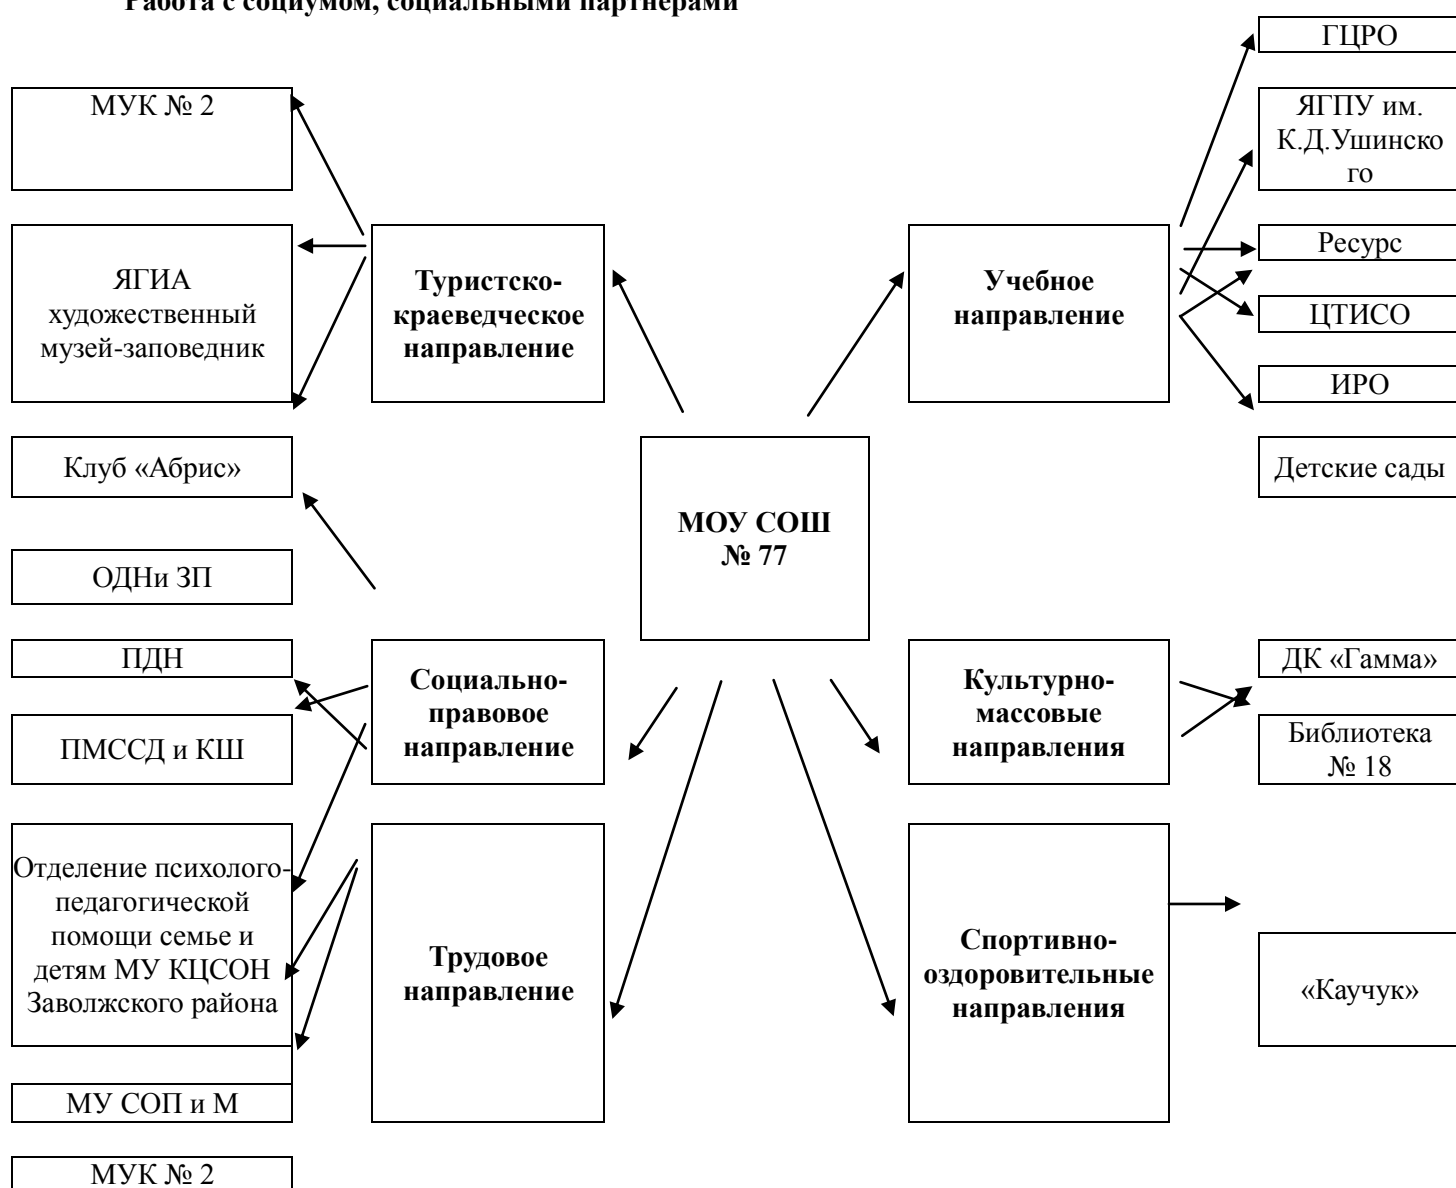 Работа с социумом, социальными партнерами
ГЦРО
МУК № 2
ЯГПУ им.
К.Д.Ушинско
го
ЯГИА
художественный
музей-заповедник
Туристско-
краеведческое
направление
Учебное
направление
Ресурс
ЦТИСО
ИРО
Клуб «Абрис»
МОУ СОШ
№ 77
Детские сады
ОДНи ЗП
ПДН
Социально-
правовое
направление
Культурно-
массовые
направления
ДК «Гамма»
ПМССД и КШ
Библиотека
№ 18
Отделение психолого-
педагогической
помощи семье и
детям МУ КЦСОН
Заволжского района
Трудовое
направление
Спортивно-
оздоровительные
направления
«Каучук»
МУ СОП и М
МУК № 2